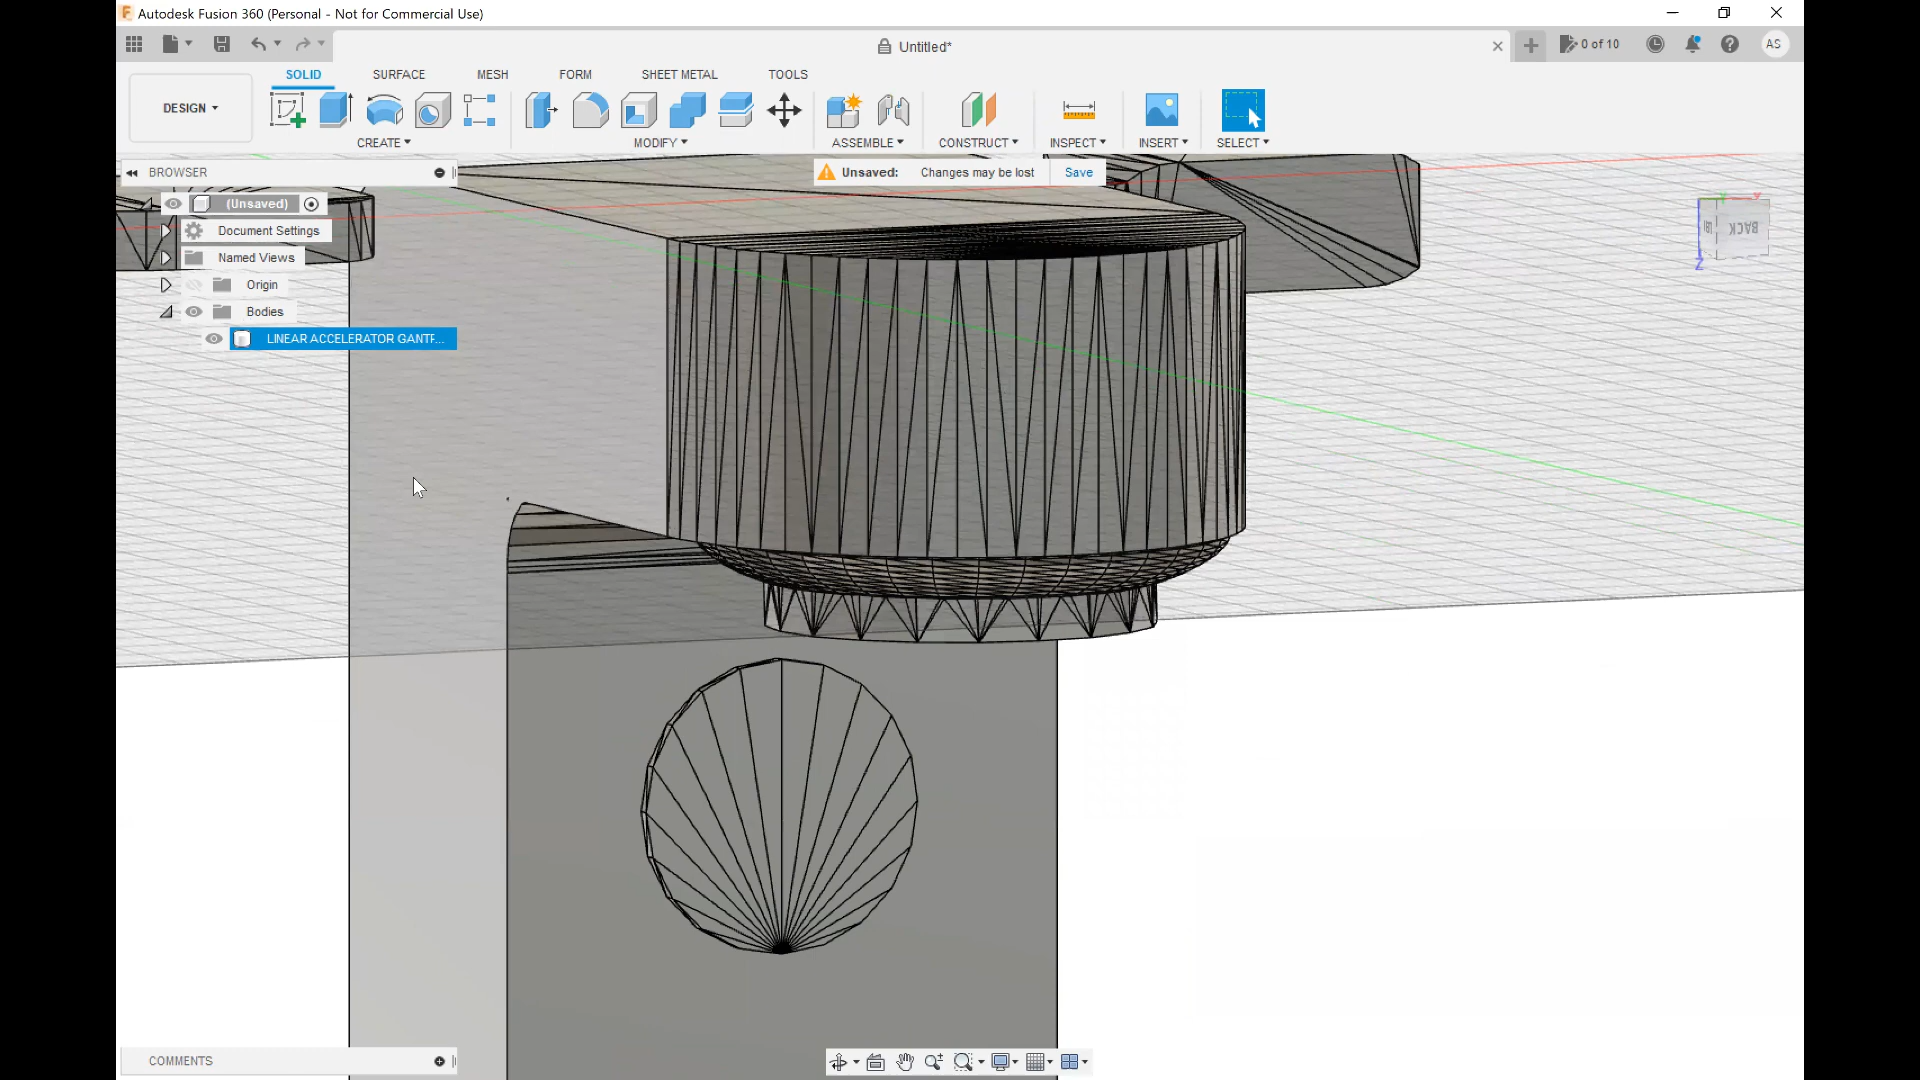 Autodesk Fusion 360 (Personal - Not for Commercial Use)
Untitled*
0 of 10
AS
DESIGN
SOLID
SURFACE
MESH
FORM
SHEET METAL
TOOLS
CREATE
MODIFY
ASSEMBLE
CONSTRUCT
INSPECT
INSERT
SELECT
BROWSER
Unsaved: Changes may be lost Save
(Unsaved)
Document Settings
Named Views
Origin
Bodies
LINEAR ACCELERATOR GANTF...
BACK
Z
COMMENTS